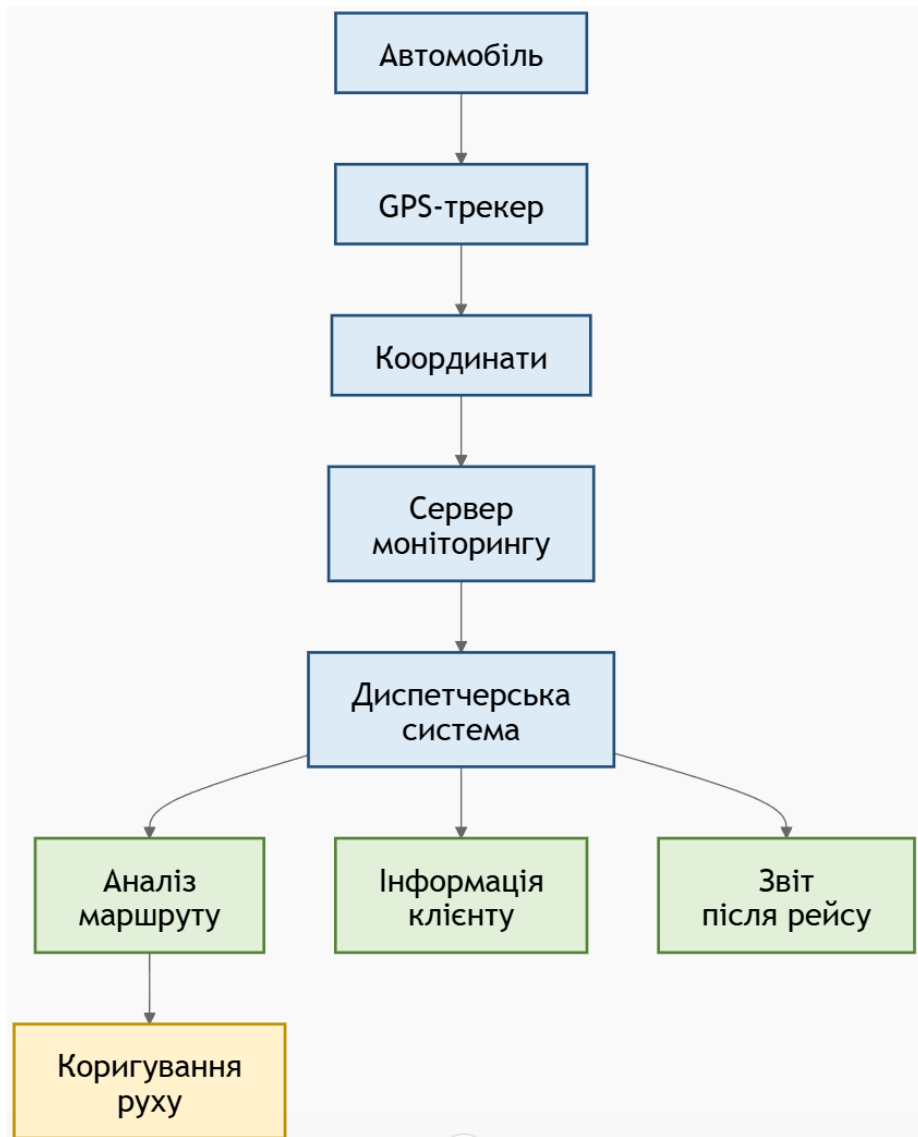 Автомобіль
GPS-трекер
Координати
Сервер
моніторингу
Диспетчерська
система
Аналіз
маршруту
Інформація
клієнту
Звіт
після рейсу
Коригування
руху